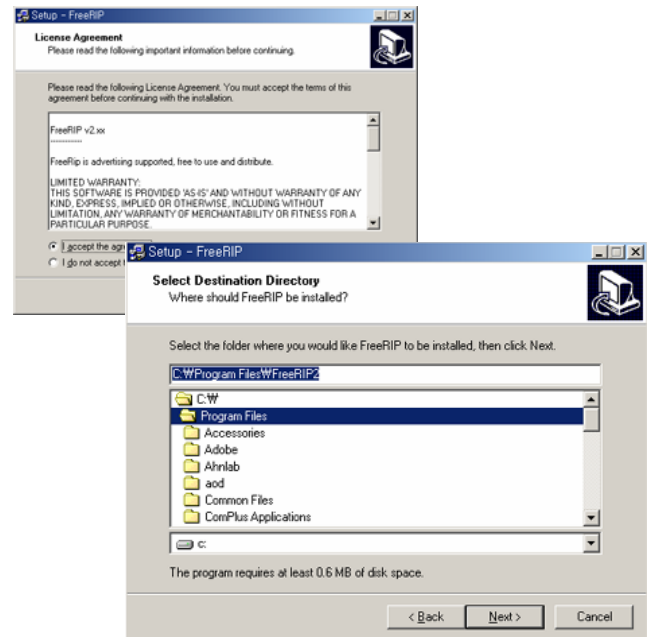 Setup - FreeRIP
License Agreement
Please read the following important information before continuing.
Please read the following License Agreement. You must accept the terms of this
agreement before continuing with the installation.
FreeRIP v2.xx
------------
FreeRip is advertising supported, free to use and distribute.
LIMITED WARRANTY:
THIS SOFTWARE IS PROVIDED 'AS-IS' AND WITHOUT WARRANTY OF ANY
KIND, EXPRESS, IMPLIED OR OTHERWISE, INCLUDING WITHOUT
LIMITATION, ANY WARRANTY OF MERCHANTABILITY OR FITNESS FOR A
PARTICULAR PURPOSE.
I accept the
I do not accept
Setup - FreeRIP
Select Destination Directory
Where should FreeRIP be installed?
Select the folder where you would like FreeRIP to be installed, then click Next.
C:₩Program Files₩FreeRIP2
C:₩
Program Files
Accessories
Adobe
Ahnlab
aod
Common Files
ComPlus Applications
c:
The program requires at least 0.6 MB of disk space.
< Back
Next >
Cancel